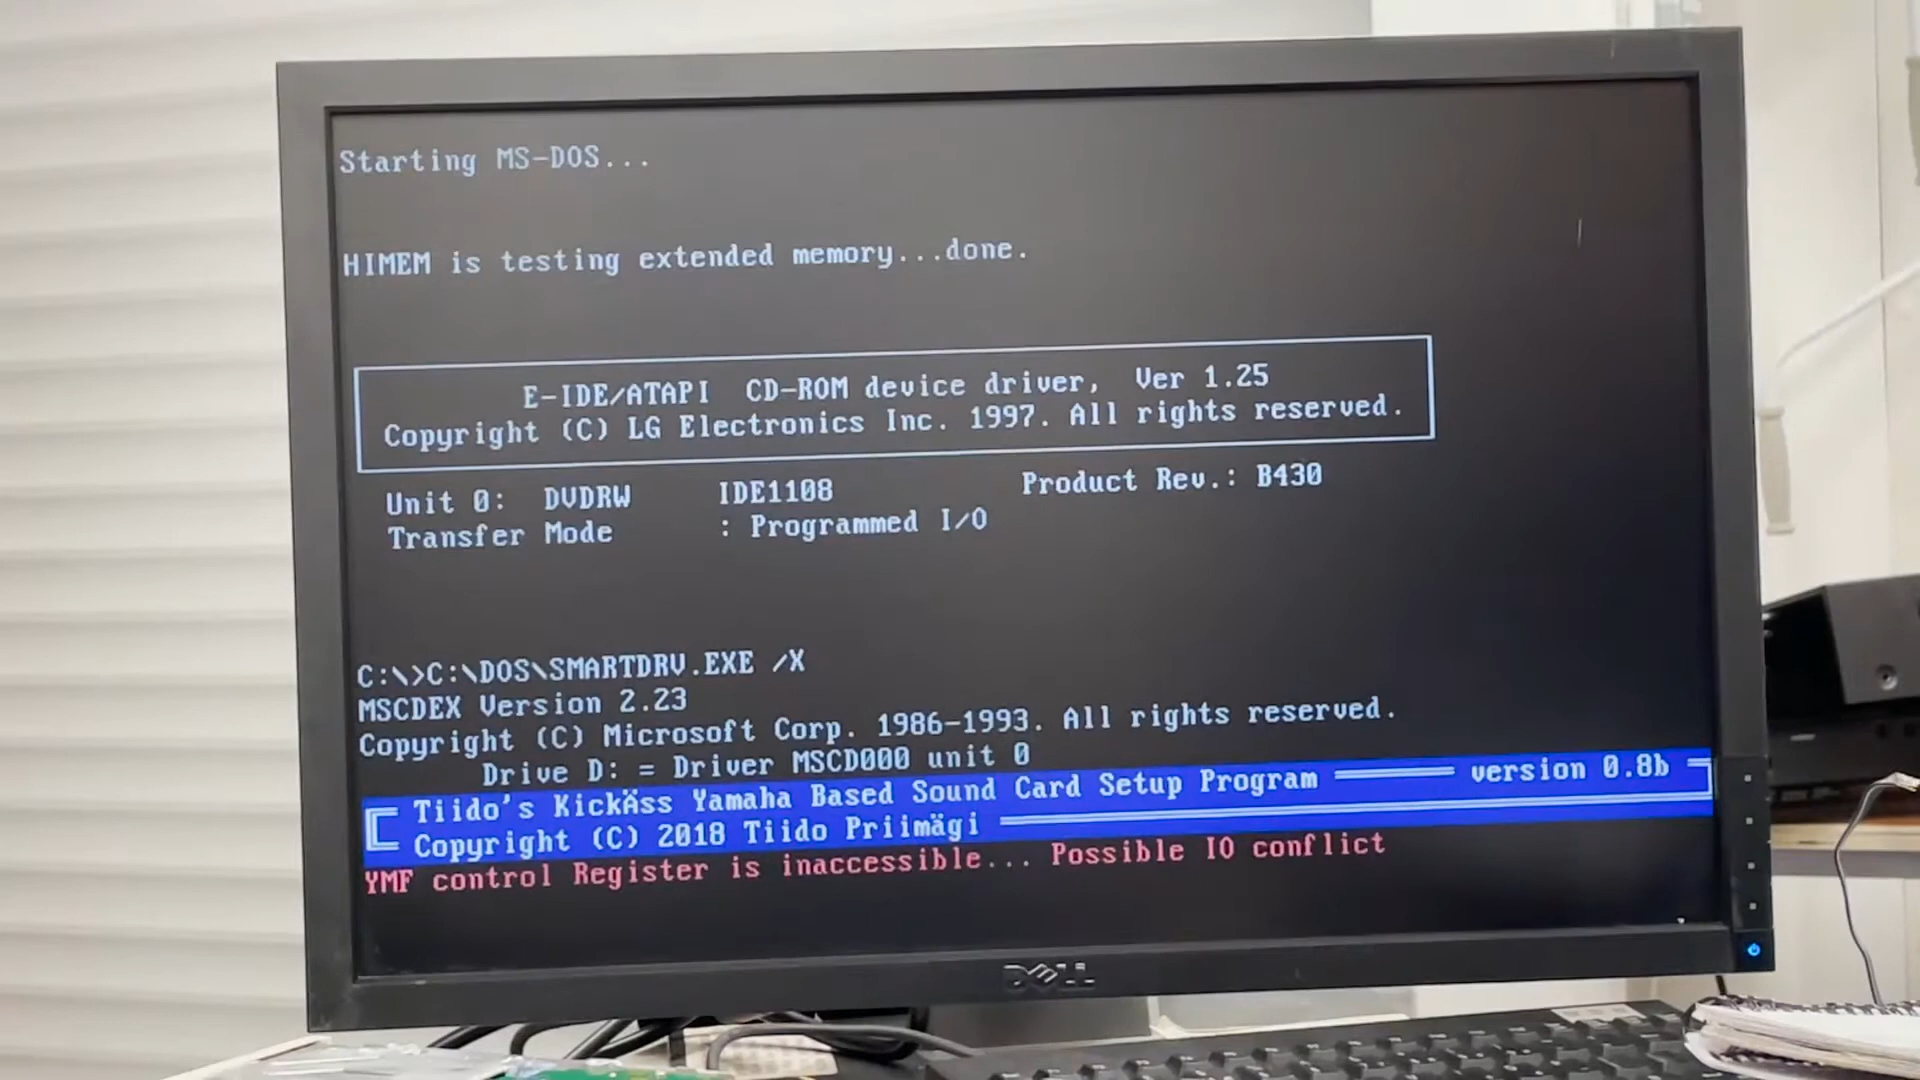 Starting MS-DOS...
HIMEM is testing extended memory...done.
E-IDE/ATAPI CD-ROM device driver, Ver 1.25
Copyright (C) LG Electronics Inc. 1997. All rights reserved.
Unit 0: DVDRW IDE1108 Product Rev.: B430
Transfer Mode : Programmed I/O
C:\>C:\DOS\SMARTDRV.EXE /X
MSCDEX Version 2.23
Copyright (C) Microsoft Corp. 1986-1993. All rights reserved.
Drive D: = Driver MSCD000 unit 0
Tiido's KickÄss Yamaha Based Sound Card Setup Program version 0.8b
Copyright (C) 2018 Tiido Priimägi
YMF control Register is inaccessible... Possible IO conflict
DELL